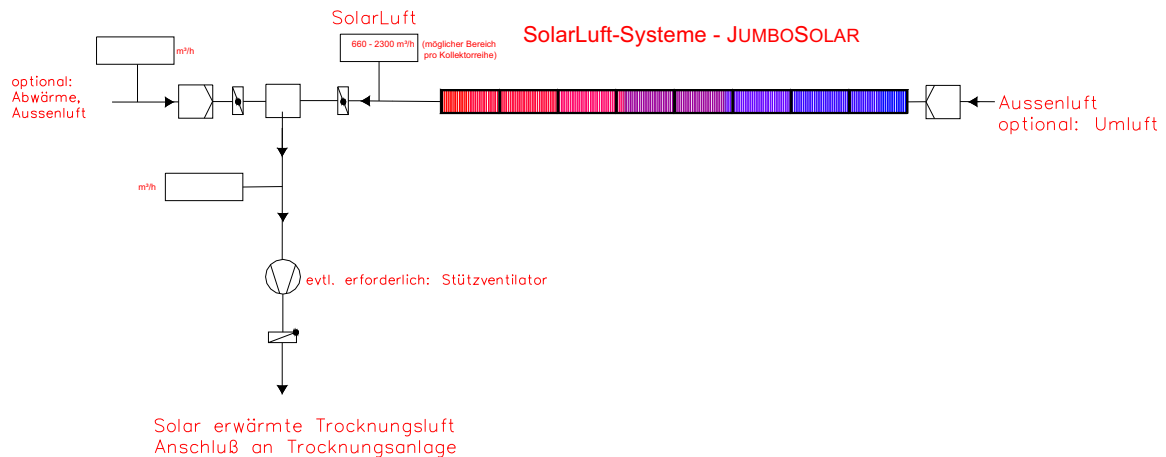 SolarLuft
SolarLuft-Systeme - JUMBOSOLAR
m³/h
660 - 2300 m³/h
(möglicher Bereich
pro Kollektorreihe)
optional:
Abwärme,
Aussenluft
Aussenluft
optional: Umluft
m³/h
evtl. erforderlich: Stützventilator
Solar erwärmte Trocknungsluft
Anschluß an Trocknungsanlage